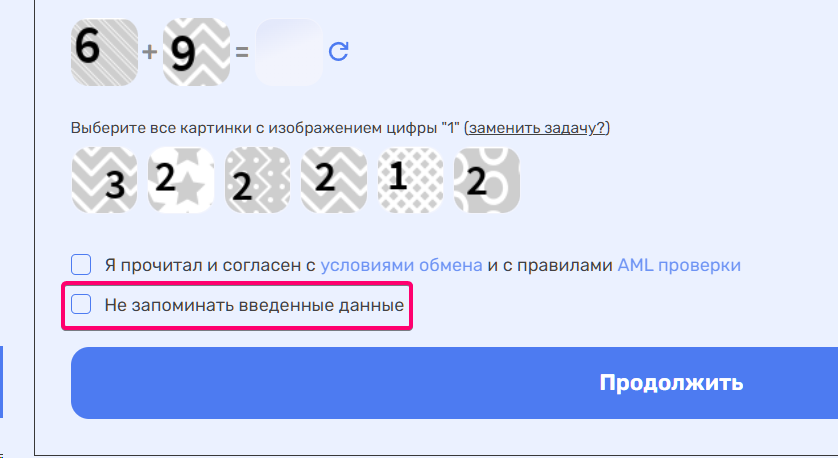 6 + 9 =
Выберите все картинки с изображением цифры "1" (заменить задачу?)
3 2 2 2 1 2
Я прочитал и согласен с условиями обмена и с правилами AML проверки
Не запоминать введенные данные
Продолжить